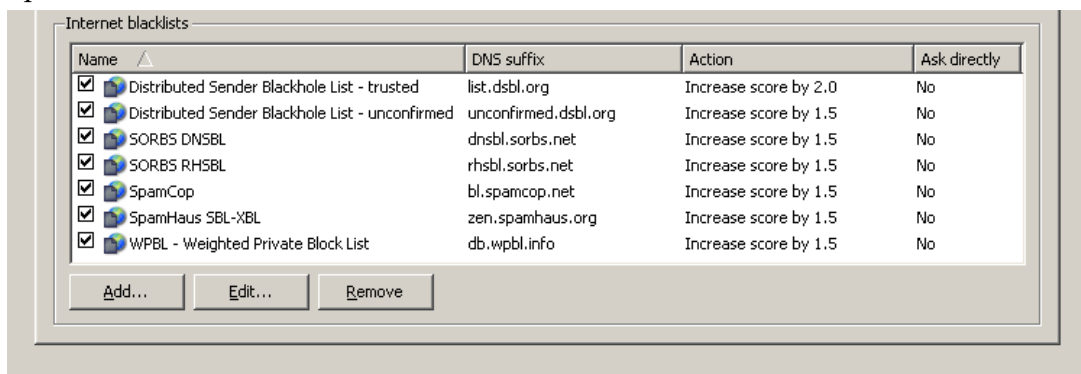 Internet blacklists
Name DNS suffix Action Ask directly
Distributed Sender Blackhole List - trusted list.dsbl.org Increase score by 2.0 No
Distributed Sender Blackhole List - unconfirmed unconfirmed.dsbl.org Increase score by 1.5 No
SORBS DNSBL dnsbl.sorbs.net Increase score by 1.5 No
SORBS RHSBL rhsbl.sorbs.net Increase score by 1.5 No
SpamCop bl.spamcop.net Increase score by 1.5 No
SpamHaus SBL-XBL zen.spamhaus.org Increase score by 1.5 No
WPBL - Weighted Private Block List db.wpbl.info Increase score by 1.5 No
Add... Edit... Remove